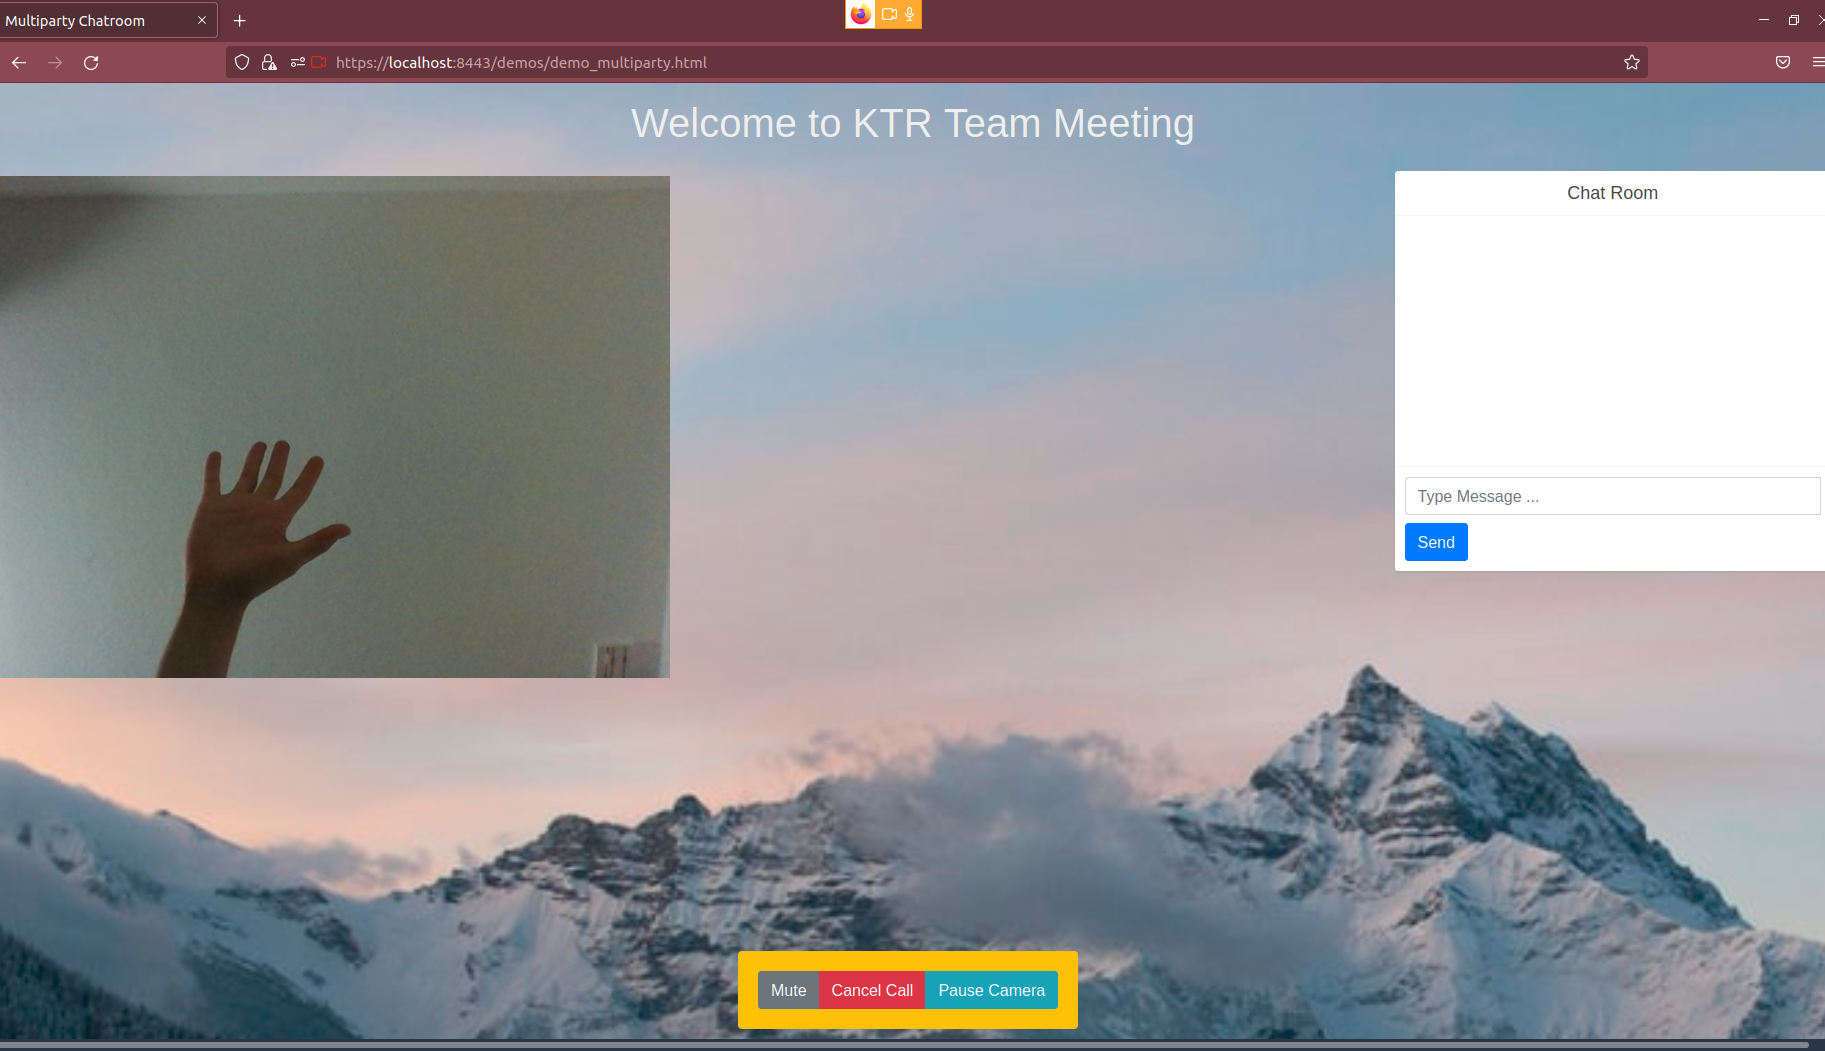 Multiparty Chatroom
https://localhost:8443/demos/demo_multiparty.html
Welcome to KTR Team Meeting
Chat Room
Type Message ...
Send
Mute Cancel Call Pause Camera